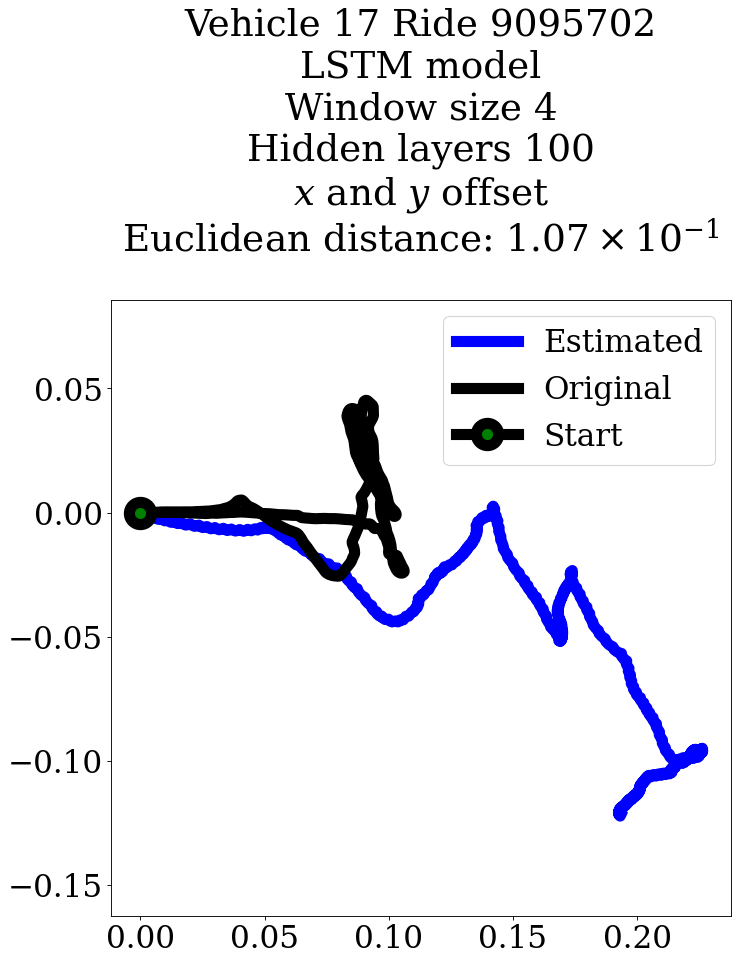 Vehicle 17 Ride 9095702
LSTM model
Window size 4
Hidden layers 100
x and y offset
Euclidean distance: 1.07 × 10⁻¹
Estimated
Original
Start
0.05
0.00
−0.05
−0.10
−0.15
0.00 0.05 0.10 0.15 0.20